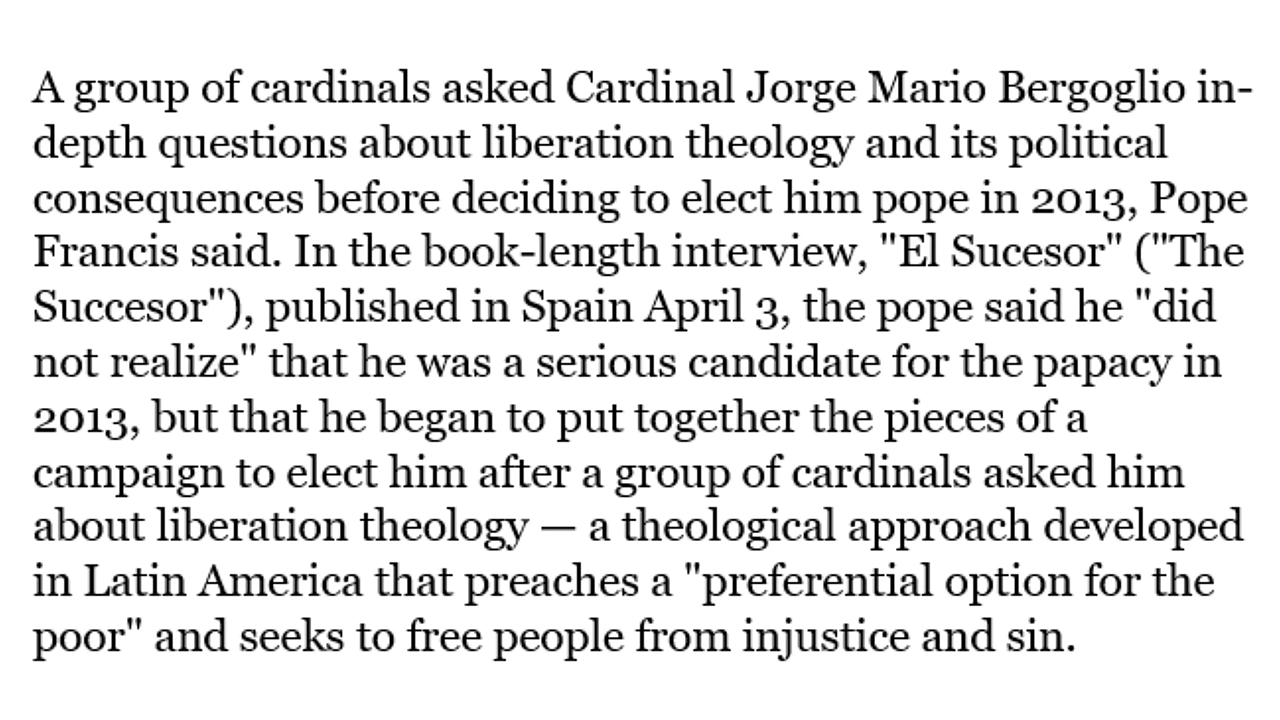 A group of cardinals asked Cardinal Jorge Mario Bergoglio in-
depth questions about liberation theology and its political
consequences before deciding to elect him pope in 2013, Pope
Francis said. In the book-length interview, "El Sucesor" ("The
Succesor"), published in Spain April 3, the pope said he "did
not realize" that he was a serious candidate for the papacy in
2013, but that he began to put together the pieces of a
campaign to elect him after a group of cardinals asked him
about liberation theology — a theological approach developed
in Latin America that preaches a "preferential option for the
poor" and seeks to free people from injustice and sin.